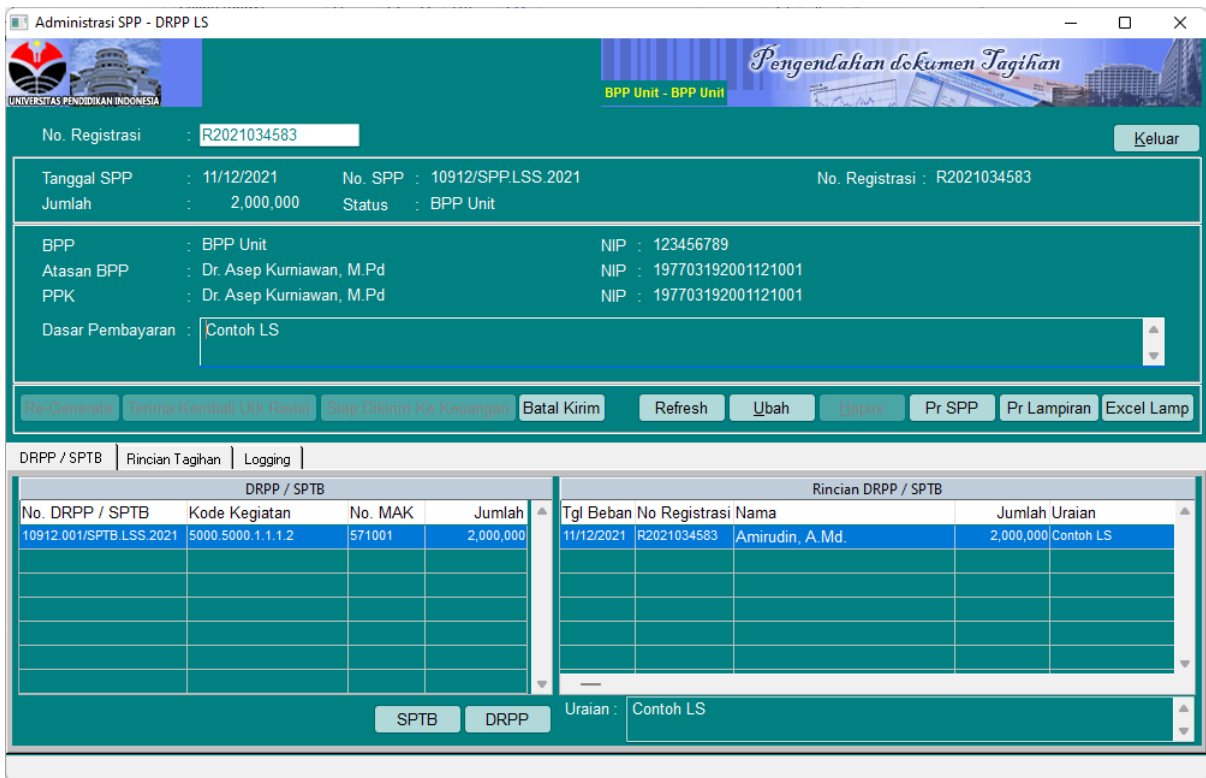 Administrasi SPP - DRPP LS
UNIVERSITAS PENDIDIKAN INDONESIA
Pengendalian dokumen Tagihan
BPP Unit - BPP Unit
No. Registrasi : R2021034583
Keluar
Tanggal SPP : 11/12/2021 No. SPP : 10912/SPP.LSS.2021 No. Registrasi : R2021034583
Jumlah : 2,000,000 Status : BPP Unit
BPP : BPP Unit NIP : 123456789
Atasan BPP : Dr. Asep Kurniawan, M.Pd NIP : 197703192001121001
PPK : Dr. Asep Kurniawan, M.Pd NIP : 197703192001121001
Dasar Pembayaran : Contoh LS
Re-Generate Terima Kembali Utk Revisi Siap Dikirim Ke Keuangan Batal Kirim Refresh Ubah Hapus Pr SPP Pr Lampiran Excel Lamp
DRPP / SPTB Rincian Tagihan Logging
DRPP / SPTB Rincian DRPP / SPTB
No. DRPP / SPTB Kode Kegiatan No. MAK Jumlah Tgl Beban No Registrasi Nama Jumlah Uraian
10912.001/SPTB.LSS.2021 5000.5000.1.1.1.2 571001 2,000,000 11/12/2021 R2021034583 Amirudin, A.Md. 2,000,000 Contoh LS
SPTB DRPP Uraian : Contoh LS